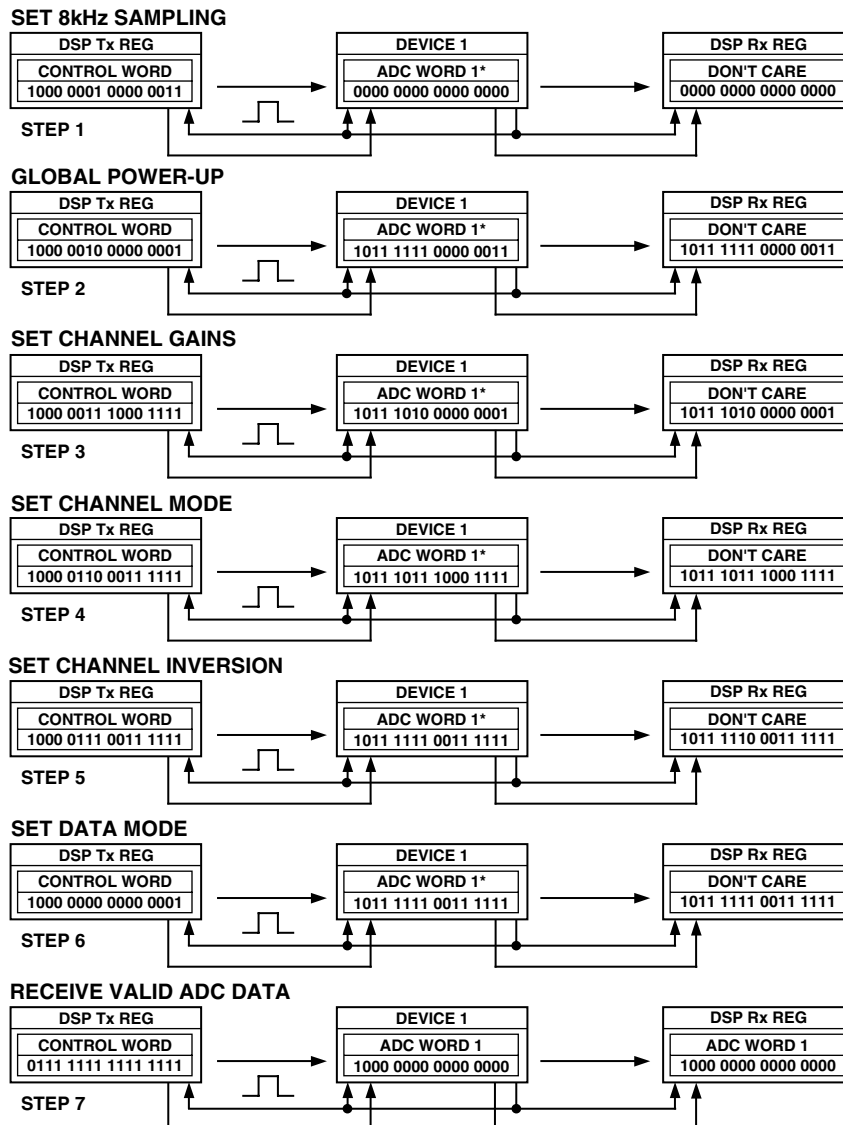 SET 8kHz SAMPLING
DSP Tx REG DEVICE 1 DSP Rx REG
CONTROL WORD ADC WORD 1* DON'T CARE
1000 0001 0000 0011 0000 0000 0000 0000 0000 0000 0000 0000
STEP 1
GLOBAL POWER-UP
DSP Tx REG DEVICE 1 DSP Rx REG
CONTROL WORD ADC WORD 1* DON'T CARE
1000 0010 0000 0001 1011 1111 0000 0011 1011 1111 0000 0011
STEP 2
SET CHANNEL GAINS
DSP Tx REG DEVICE 1 DSP Rx REG
CONTROL WORD ADC WORD 1* DON'T CARE
1000 0011 1000 1111 1011 1010 0000 0001 1011 1010 0000 0001
STEP 3
SET CHANNEL MODE
DSP Tx REG DEVICE 1 DSP Rx REG
CONTROL WORD ADC WORD 1* DON'T CARE
1000 0110 0011 1111 1011 1011 1000 1111 1011 1011 1000 1111
STEP 4
SET CHANNEL INVERSION
DSP Tx REG DEVICE 1 DSP Rx REG
CONTROL WORD ADC WORD 1* DON'T CARE
1000 0111 0011 1111 1011 1111 0011 1111 1011 1110 0011 1111
STEP 5
SET DATA MODE
DSP Tx REG DEVICE 1 DSP Rx REG
CONTROL WORD ADC WORD 1* DON'T CARE
1000 0000 0000 0001 1011 1111 0011 1111 1011 1111 0011 1111
STEP 6
RECEIVE VALID ADC DATA
DSP Tx REG DEVICE 1 DSP Rx REG
CONTROL WORD ADC WORD 1 ADC WORD 1
0111 1111 1111 1111 1000 0000 0000 0000 1000 0000 0000 0000
STEP 7